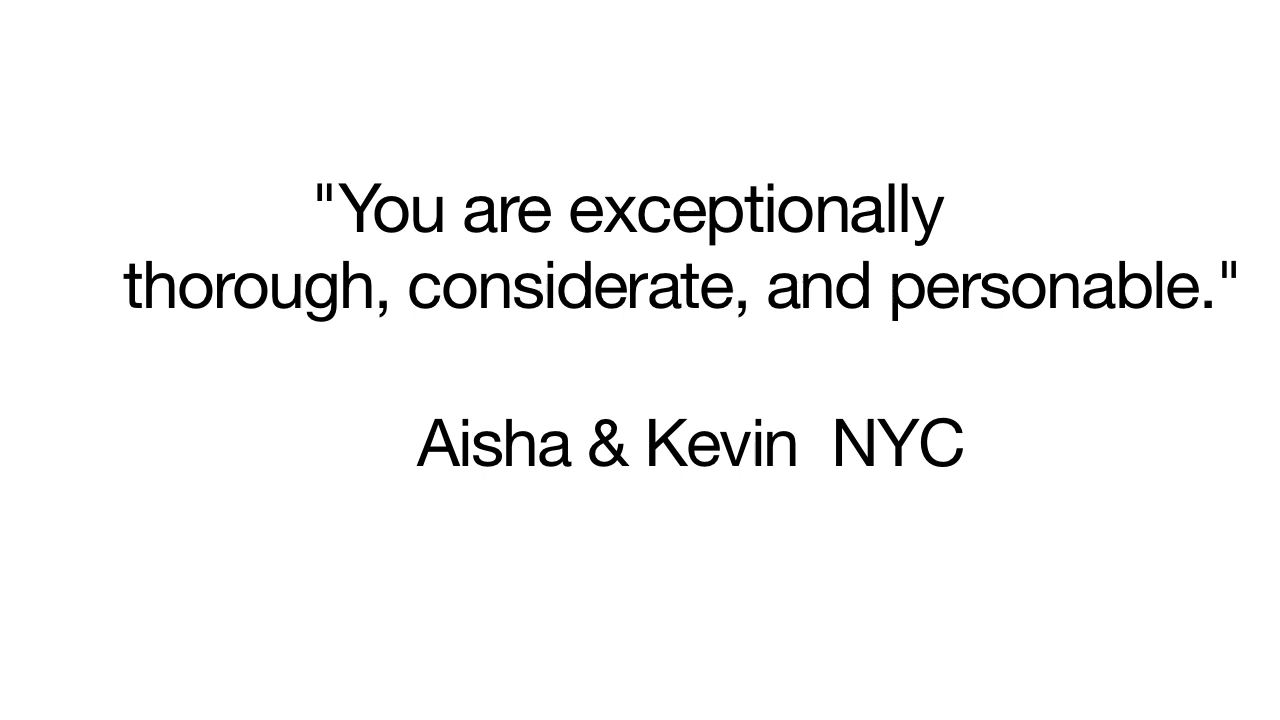 "You are exceptionally
thorough, considerate, and personable."
Aisha & Kevin  NYC